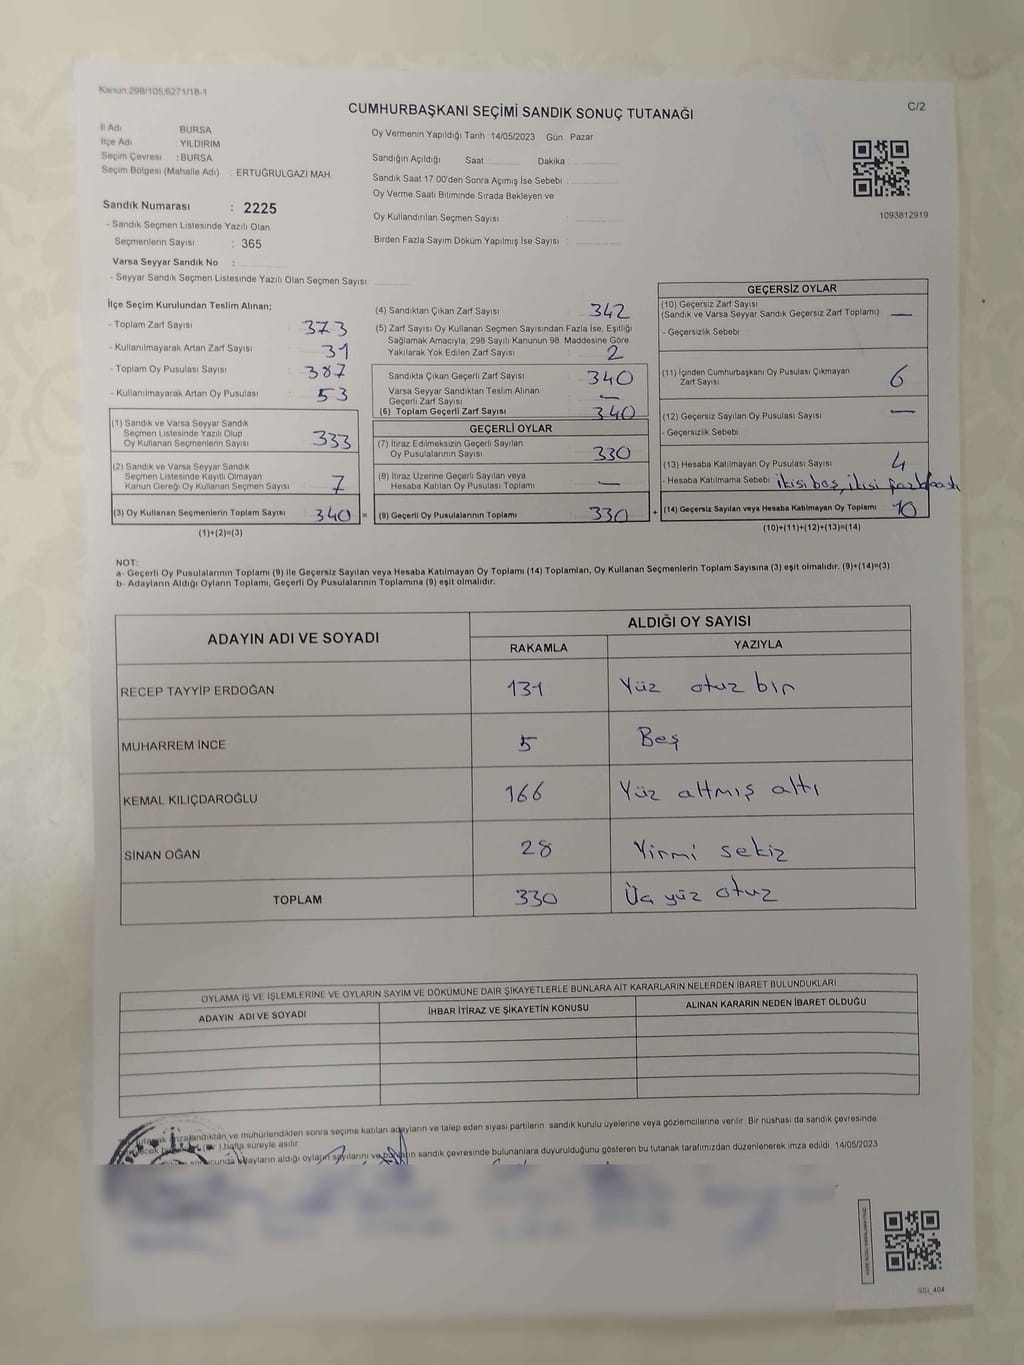 Kanun,298/105,6271/18-1
CUMHURBAŞKANI SEÇİMİ SANDIK SONUÇ TUTANAĞI
C/2
İl Adı BURSA
İlçe Adı YILDIRIM
Seçim Çevresi : BURSA
Seçim Bölgesi (Mahalle Adı) : ERTUĞRULGAZİ MAH.
Sandık Numarası : 2225
- Sandık Seçmen Listesinde Yazılı Olan
Seçmenlerin Sayısı : 365
Varsa Seyyar Sandık No :
- Seyyar Sandık Seçmen Listesinde Yazılı Olan Seçmen Sayısı:
Oy Vermenin Yapıldığı Tarih :14/05/2023 Gün : Pazar
Sandığın Açıldığı Saat Dakika
Sandık Saat 17:00'den Sonra Açımış İse Sebebi :
Oy Verme Saati Bitiminde Sırada Bekleyen ve
Oy Kullandırılan Seçmen Sayısı :
Birden Fazla Sayım Döküm Yapılmış İse Sayısı :
1093812919
İlçe Seçim Kurulundan Teslim Alınan;
- Toplam Zarf Sayısı : 373
- Kullanılmayarak Artan Zarf Sayısı : 31
- Toplam Oy Pusulası Sayısı : 387
- Kullanılmayarak Artan Oy Pusulası : 53
(1) Sandık ve Varsa Seyyar Sandık
Seçmen Listesinde Yazılı Olup
Oy Kullanan Seçmenlerin Sayısı : 333
(2) Sandık ve Varsa Seyyar Sandık
Seçmen Listesinde Kayıtlı Olmayan
Kanun Gereği Oy Kullanan Seçmen Sayısı : 7
(3) Oy Kullanan Seçmenlerin Toplam Sayısı : 340 =
(1)+(2)=(3)
(4) Sandıktan Çıkan Zarf Sayısı : 342
(5) Zarf Sayısı Oy Kullanan Seçmen Sayısından Fazla İse, Eşitliği
Sağlamak Amacıyla, 298 Sayılı Kanunun 98. Maddesine Göre
Yakılarak Yok Edilen Zarf Sayısı : 2
Sandıkta Çıkan Geçerli Zarf Sayısı : 340
Varsa Seyyar Sandıktan Teslim Alınan
Geçerli Zarf Sayısı : —
(6) Toplam Geçerli Zarf Sayısı : 340
GEÇERLİ OYLAR
(7) İtiraz Edilmeksizin Geçerli Sayılan
Oy Pusulalarının Sayısı : 330
(8) İtiraz Üzerine Geçerli Sayılan veya
Hesaba Katılan Oy Pusulası Toplamı : —
(9) Geçerli Oy Pusulalarının Toplamı : 330 +
GEÇERSİZ OYLAR
(10) Geçersiz Zarf Sayısı
(Sandık ve Varsa Seyyar Sandık Geçersiz Zarf Toplamı) : —
- Geçersizlik Sebebi :
(11) İçinden Cumhurbaşkanı Oy Pusulası Çıkmayan
Zarf Sayısı : 6
(12) Geçersiz Sayılan Oy Pusulası Sayısı : —
- Geçersizlik Sebebi :
(13) Hesaba Katılmayan Oy Pusulası Sayısı : 4
- Hesaba Katılmama Sebebi : ikisi boş, ikisi
(14) Geçersiz Sayılan veya Hesaba Katılmayan Oy Toplamı : 10
(10)+(11)+(12)+(13)=(14)
NOT:
a- Geçerli Oy Pusulalarının Toplamı (9) ile Geçersiz Sayılan veya Hesaba Katılmayan Oy Toplamı (14) Toplamları, Oy Kullanan Seçmenlerin Toplam Sayısına (3) eşit olmalıdır. (9)+(14)=(3)
b- Adayların Aldığı Oyların Toplamı, Geçerli Oy Pusulalarının Toplamına (9) eşit olmalıdır.
ADAYIN ADI VE SOYADI ALDIĞI OY SAYISI
RAKAMLA YAZIYLA
RECEP TAYYİP ERDOĞAN 131 Yüz otuz bir
MUHARREM İNCE 5 Beş
KEMAL KILIÇDAROĞLU 166 Yüz altmış altı
SİNAN OĞAN 28 Yirmi sekiz
TOPLAM 330 Üç yüz otuz
OYLAMA İŞ VE İŞLEMLERİNE VE OYLARIN SAYIM VE DÖKÜMÜNE DAİR ŞİKAYETLERLE BUNLARA AİT KARARLARIN NELERDEN İBARET BULUNDUKLARI
ADAYIN ADI VE SOYADI İHBAR İTİRAZ VE ŞİKAYETİN KONUSU ALINAN KARARIN NEDEN İBARET OLDUĞU
imzalandıktan ve mühürlendikten sonra seçime katılan adayların ve talep eden siyasi partilerin sandık kurulu üyelerine veya gözlemcilerine verilir. Bir nüshası da sandık çevresinde
hafta süreyle asılır.
adayların aldığı oyların sayılarını ve bunların sandık çevresinde bulunanlara duyurulduğunu gösteren bu tutanak tarafımızdan düzenlenerek imza edildi. 14/05/2023
SSI_404